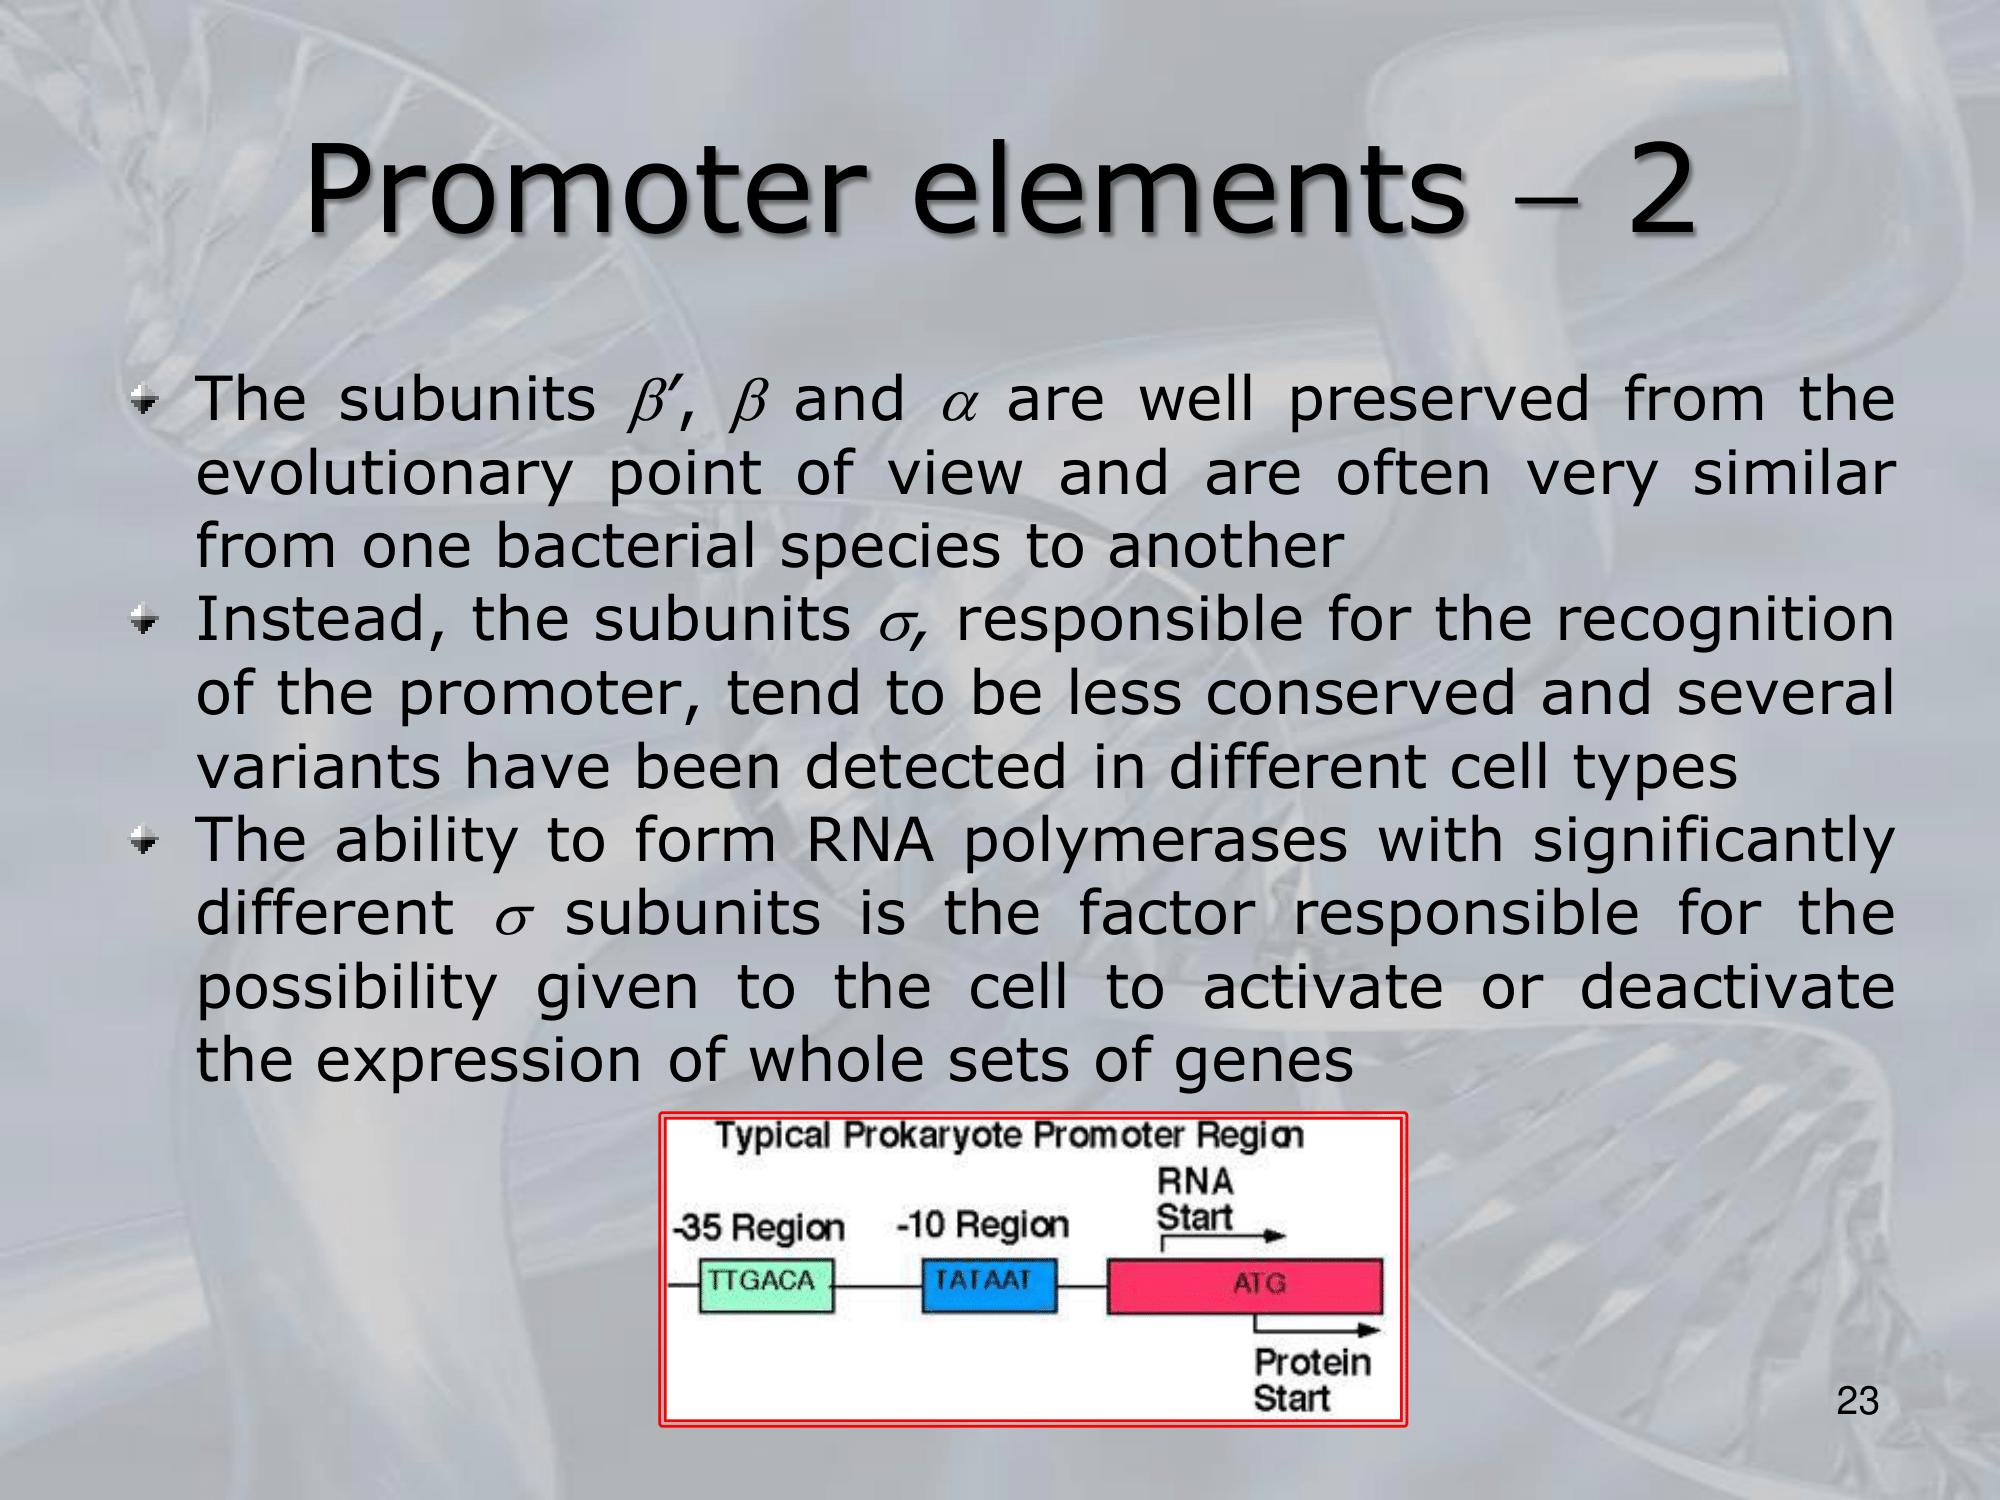 Promoter elements – 2
The subunits β′, β and α are well preserved from the
evolutionary point of view and are often very similar
from one bacterial species to another
Instead, the subunits σ, responsible for the recognition
of the promoter, tend to be less conserved and several
variants have been detected in different cell types
The ability to form RNA polymerases with significantly
different σ subunits is the factor responsible for the
possibility given to the cell to activate or deactivate
the expression of whole sets of genes
Typical Prokaryote Promoter Region
RNA
Start
-35 Region
-10 Region
TTGACA
TATAAT
ATG
Protein
Start
23